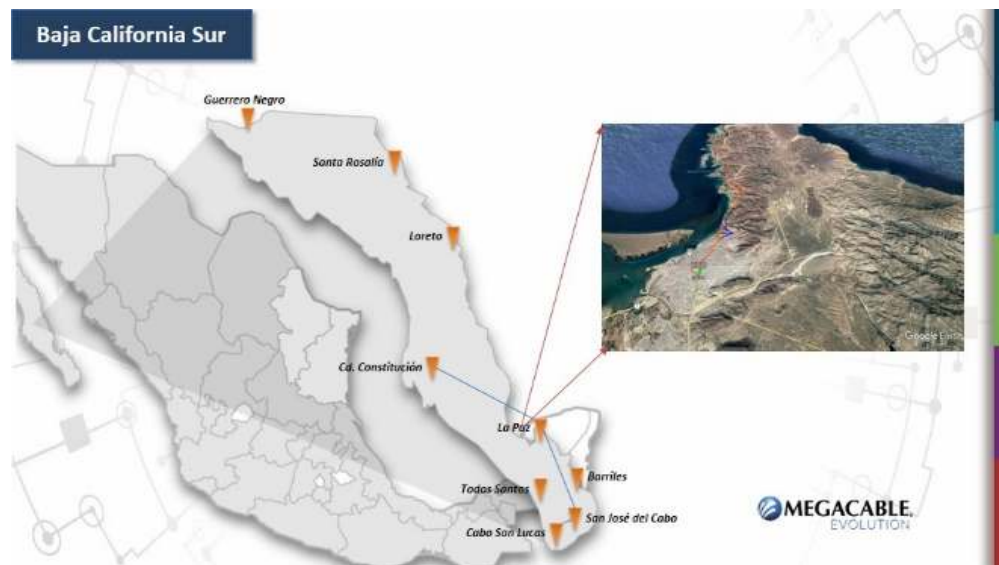 Baja California Sur
Guerrero Negro
Santa Rosalía
Loreto
Cd. Constitución
La Paz
Barriles
Todos Santos
San José del Cabo
Cabo San Lucas
Google Earth
MEGACABLE
EVOLUTION